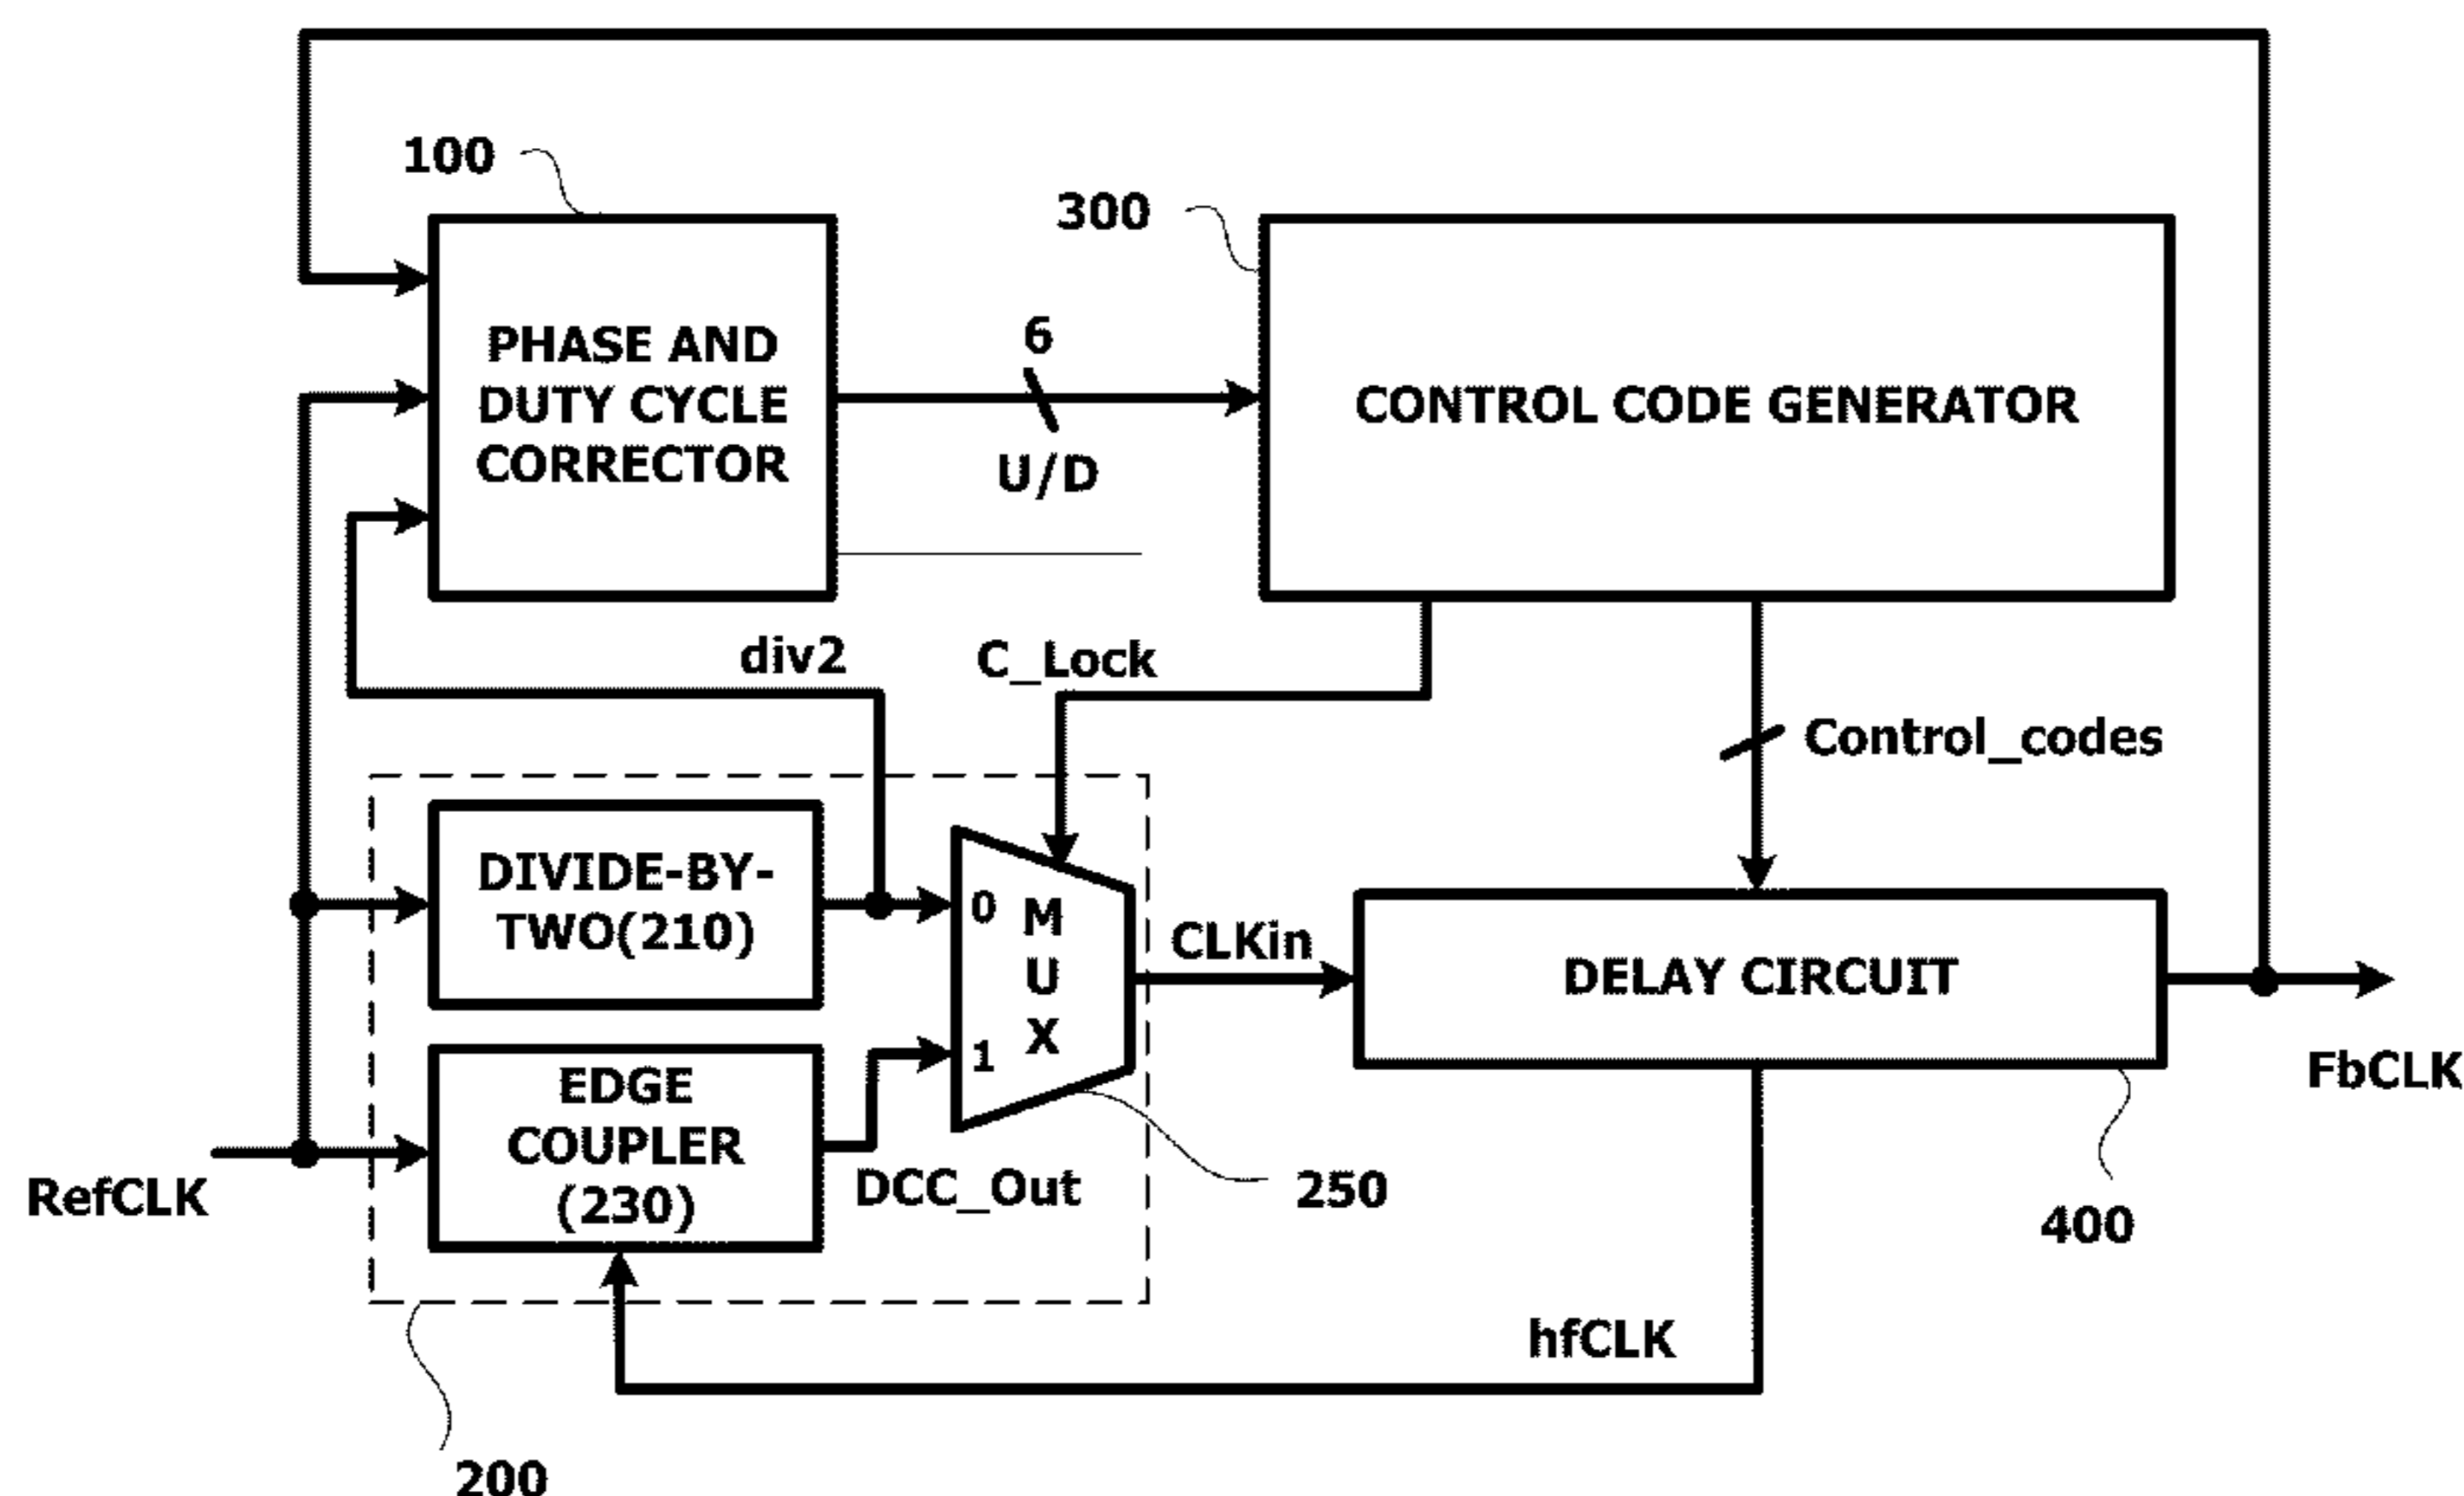 100
300
PHASE AND
DUTY CYCLE
CORRECTOR
6
U/D
CONTROL CODE GENERATOR
div2
C_Lock
Control_codes
DIVIDE-BY-
TWO(210)
0
1
M
U
X
CLKin
DELAY CIRCUIT
FbCLK
EDGE
COUPLER
(230)
DCC_Out
RefCLK
250
400
hfCLK
200